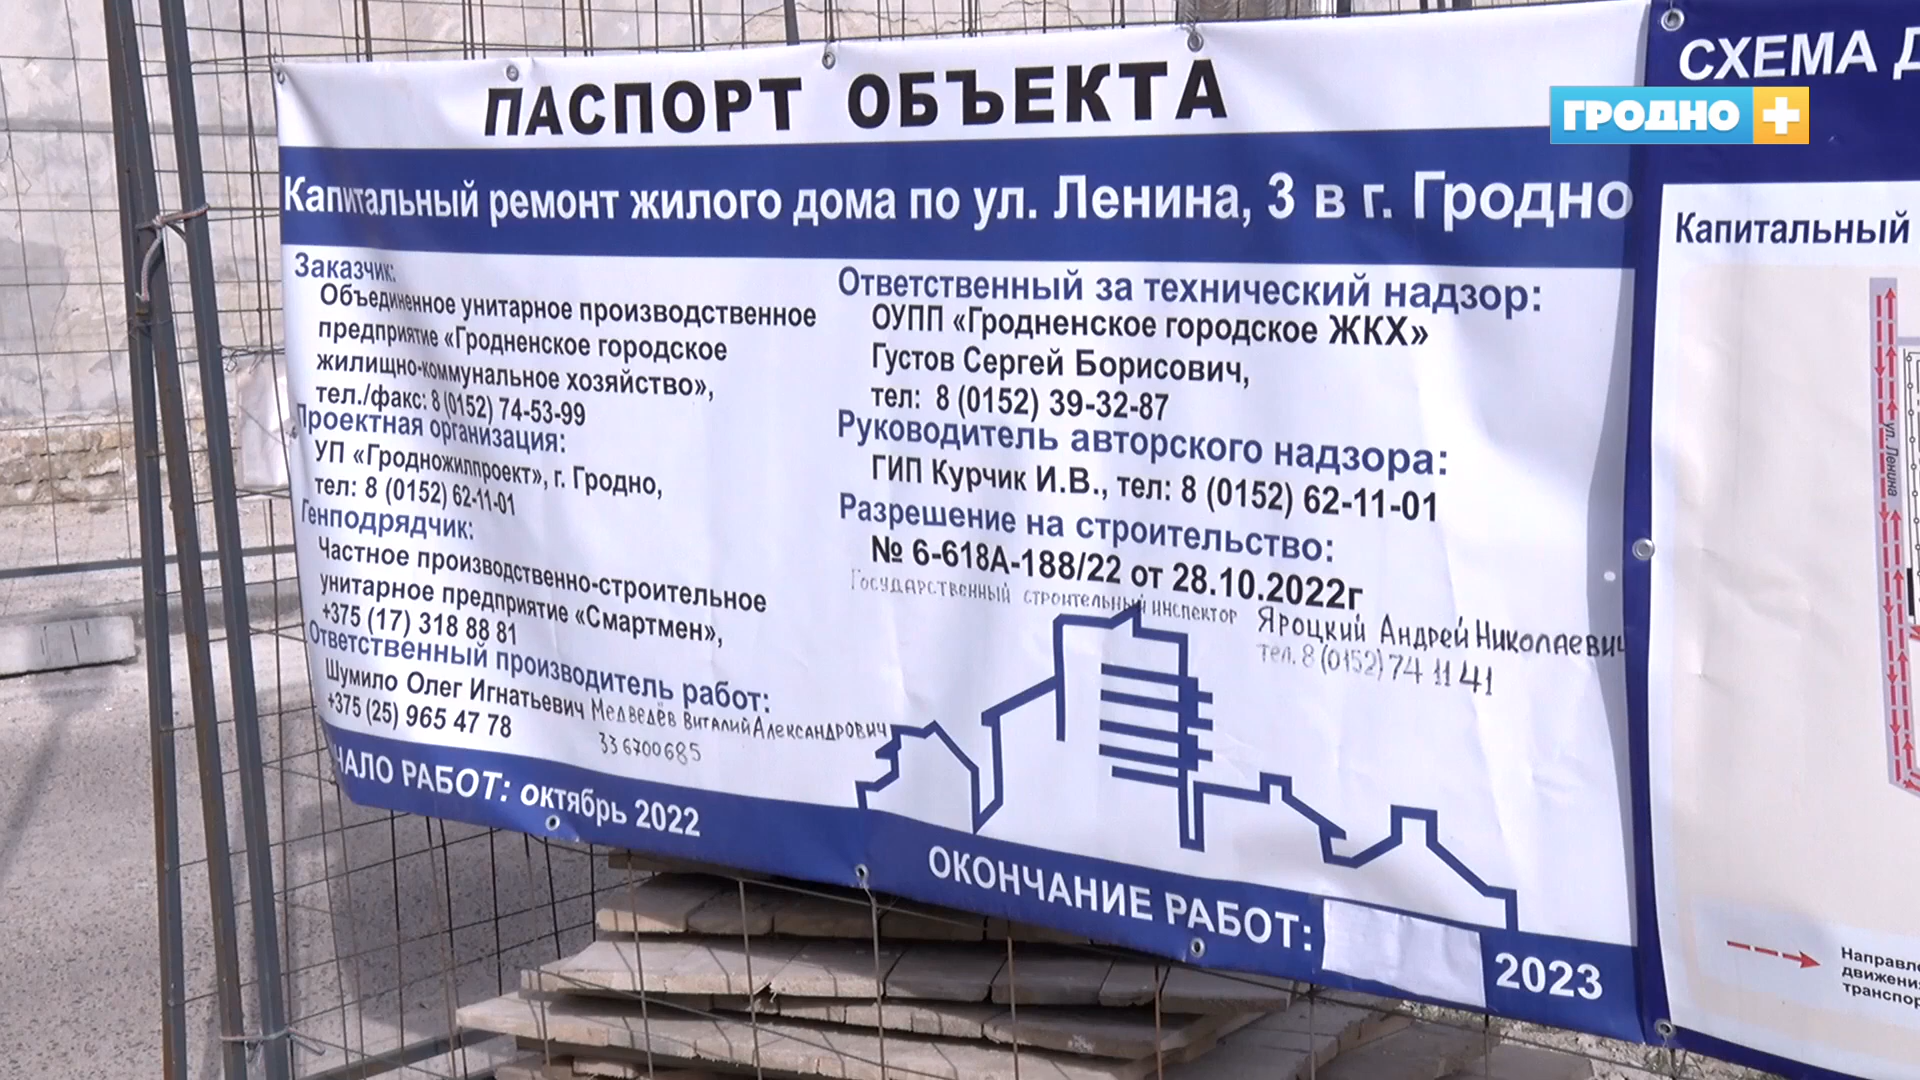 ПАСПОРТ ОБЪЕКТА
Капитальный ремонт жилого дома по ул. Ленина, 3 в г. Гродно
Заказчик:
Объединенное унитарное производственное
предприятие «Гродненское городское
жилищно-коммунальное хозяйство»,
тел./факс: 8 (0152) 74-53-99
Проектная организация:
УП «Гродножилпроект», г. Гродно,
тел: 8 (0152) 62-11-01
Генподрядчик:
Частное производственно-строительное
унитарное предприятие «Смартмен»,
+375 (17) 318 88 81
Ответственный производитель работ:
Шумило Олег Игнатьевич Медведёв Виталий Александрович
+375 (25) 965 47 78 33 6700685
ЧАЛО РАБОТ: октябрь 2022
Ответственный за технический надзор:
ОУПП «Гродненское городское ЖКХ»
Густов Сергей Борисович,
тел: 8 (0152) 39-32-87
Руководитель авторского надзора:
ГИП Курчик И.В., тел: 8 (0152) 62-11-01
Разрешение на строительство:
№ 6-618А-188/22 от 28.10.2022г
Государственный строительный инспектор Яроцкий Андрей Николаевич
тел. 8 (0152) 74 11 41
ОКОНЧАНИЕ РАБОТ: 2023
СХЕМА Д
ГРОДНО +
Капитальный
ул. Ленина
Направле
движени
транспор